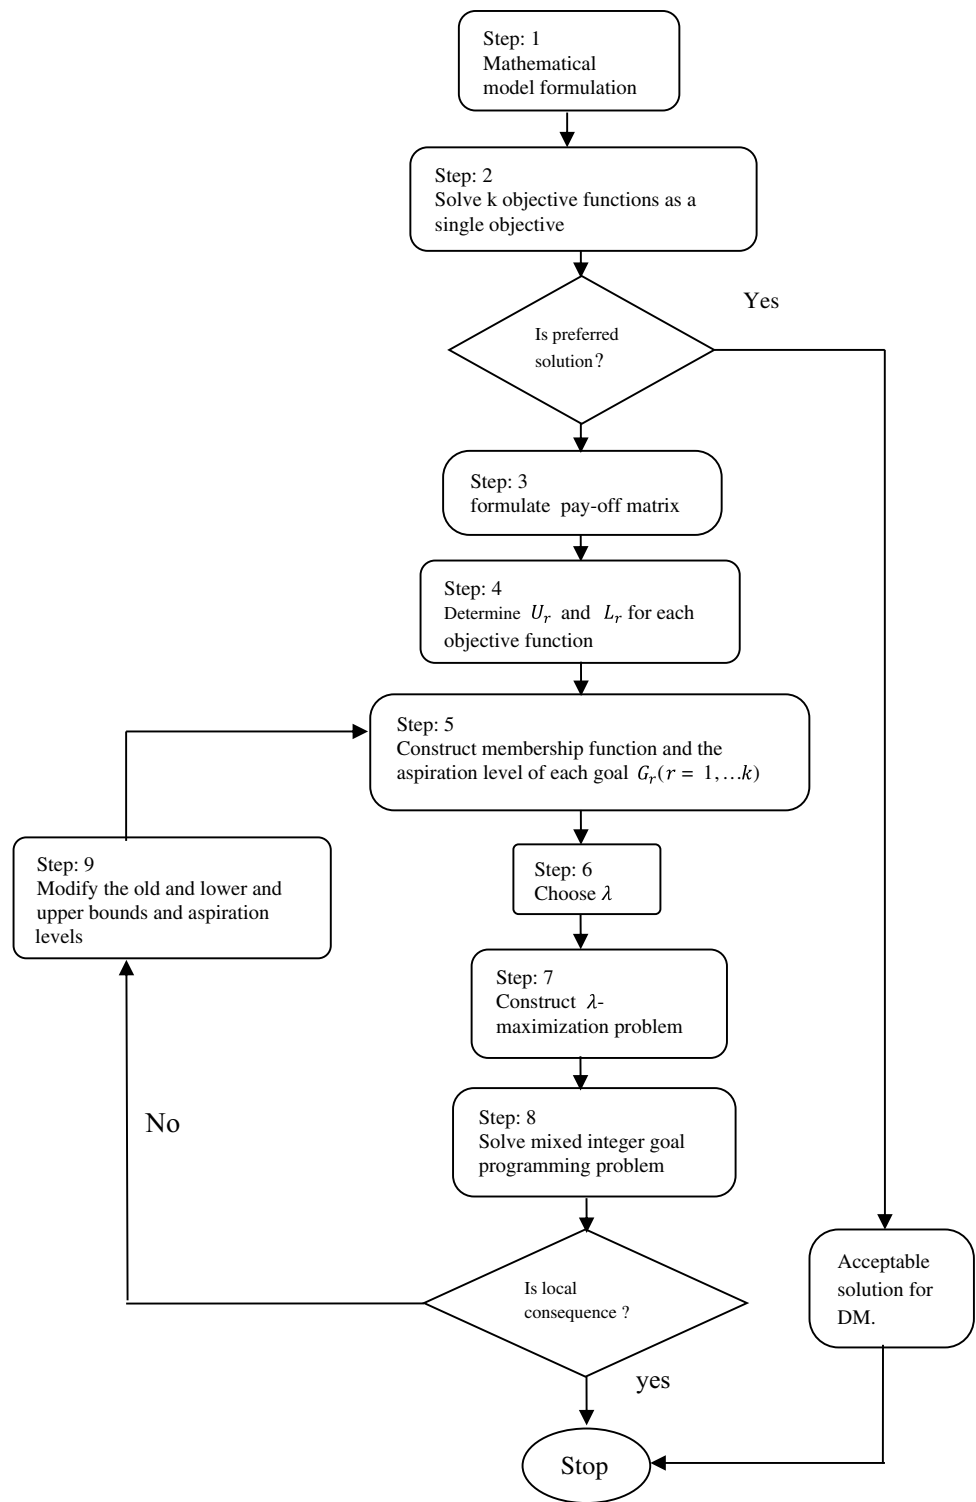 Step: 1
Mathematical
model formulation
Step: 2
Solve k objective functions as a
single objective
Yes
Is preferred
solution?
Step: 3
formulate pay-off matrix
Step: 4
Determine U_r and L_r for each
objective function
Step: 5
Construct membership function and the
aspiration level of each goal G_r(r = 1,…k)
Step: 9
Modify the old and lower and
upper bounds and aspiration
levels
Step: 6
Choose λ
Step: 7
Construct λ-
maximization problem
Step: 8
Solve mixed integer goal
programming problem
No
Acceptable
solution for
DM.
Is local
consequence ?
yes
Stop